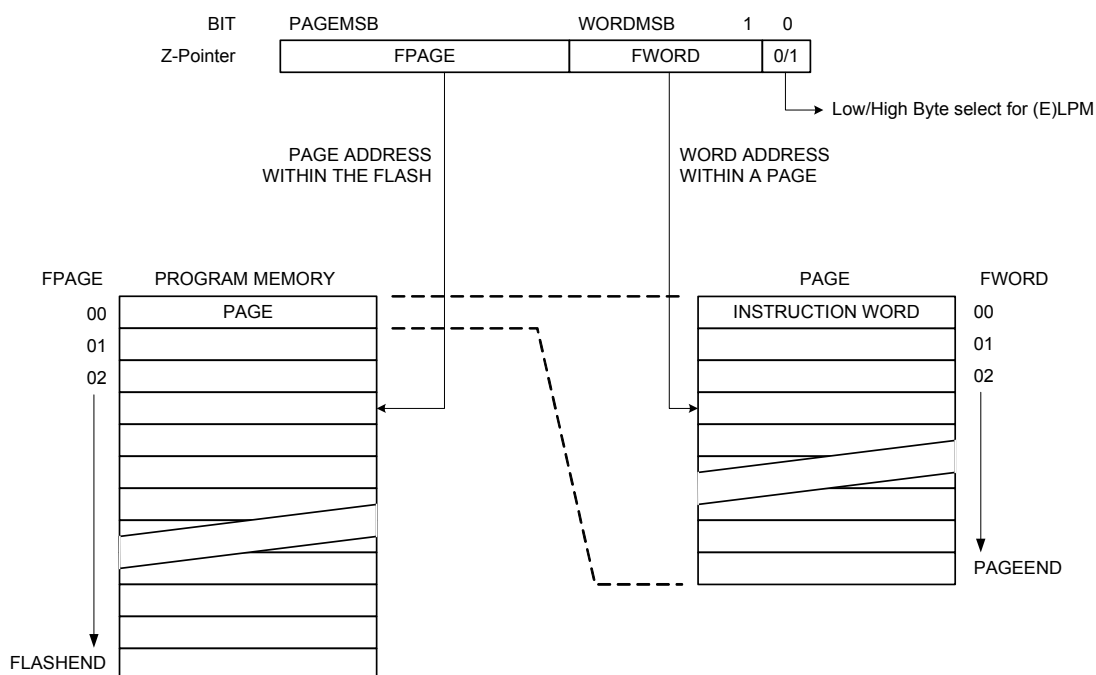 BIT PAGEMSB WORDMSB 1 0
Z-Pointer FPAGE FWORD 0/1
Low/High Byte select for (E)LPM
PAGE ADDRESS
WITHIN THE FLASH
WORD ADDRESS
WITHIN A PAGE
FPAGE PROGRAM MEMORY
00 PAGE
01
02
FLASHEND
PAGE FWORD
INSTRUCTION WORD 00
01
02
PAGEEND